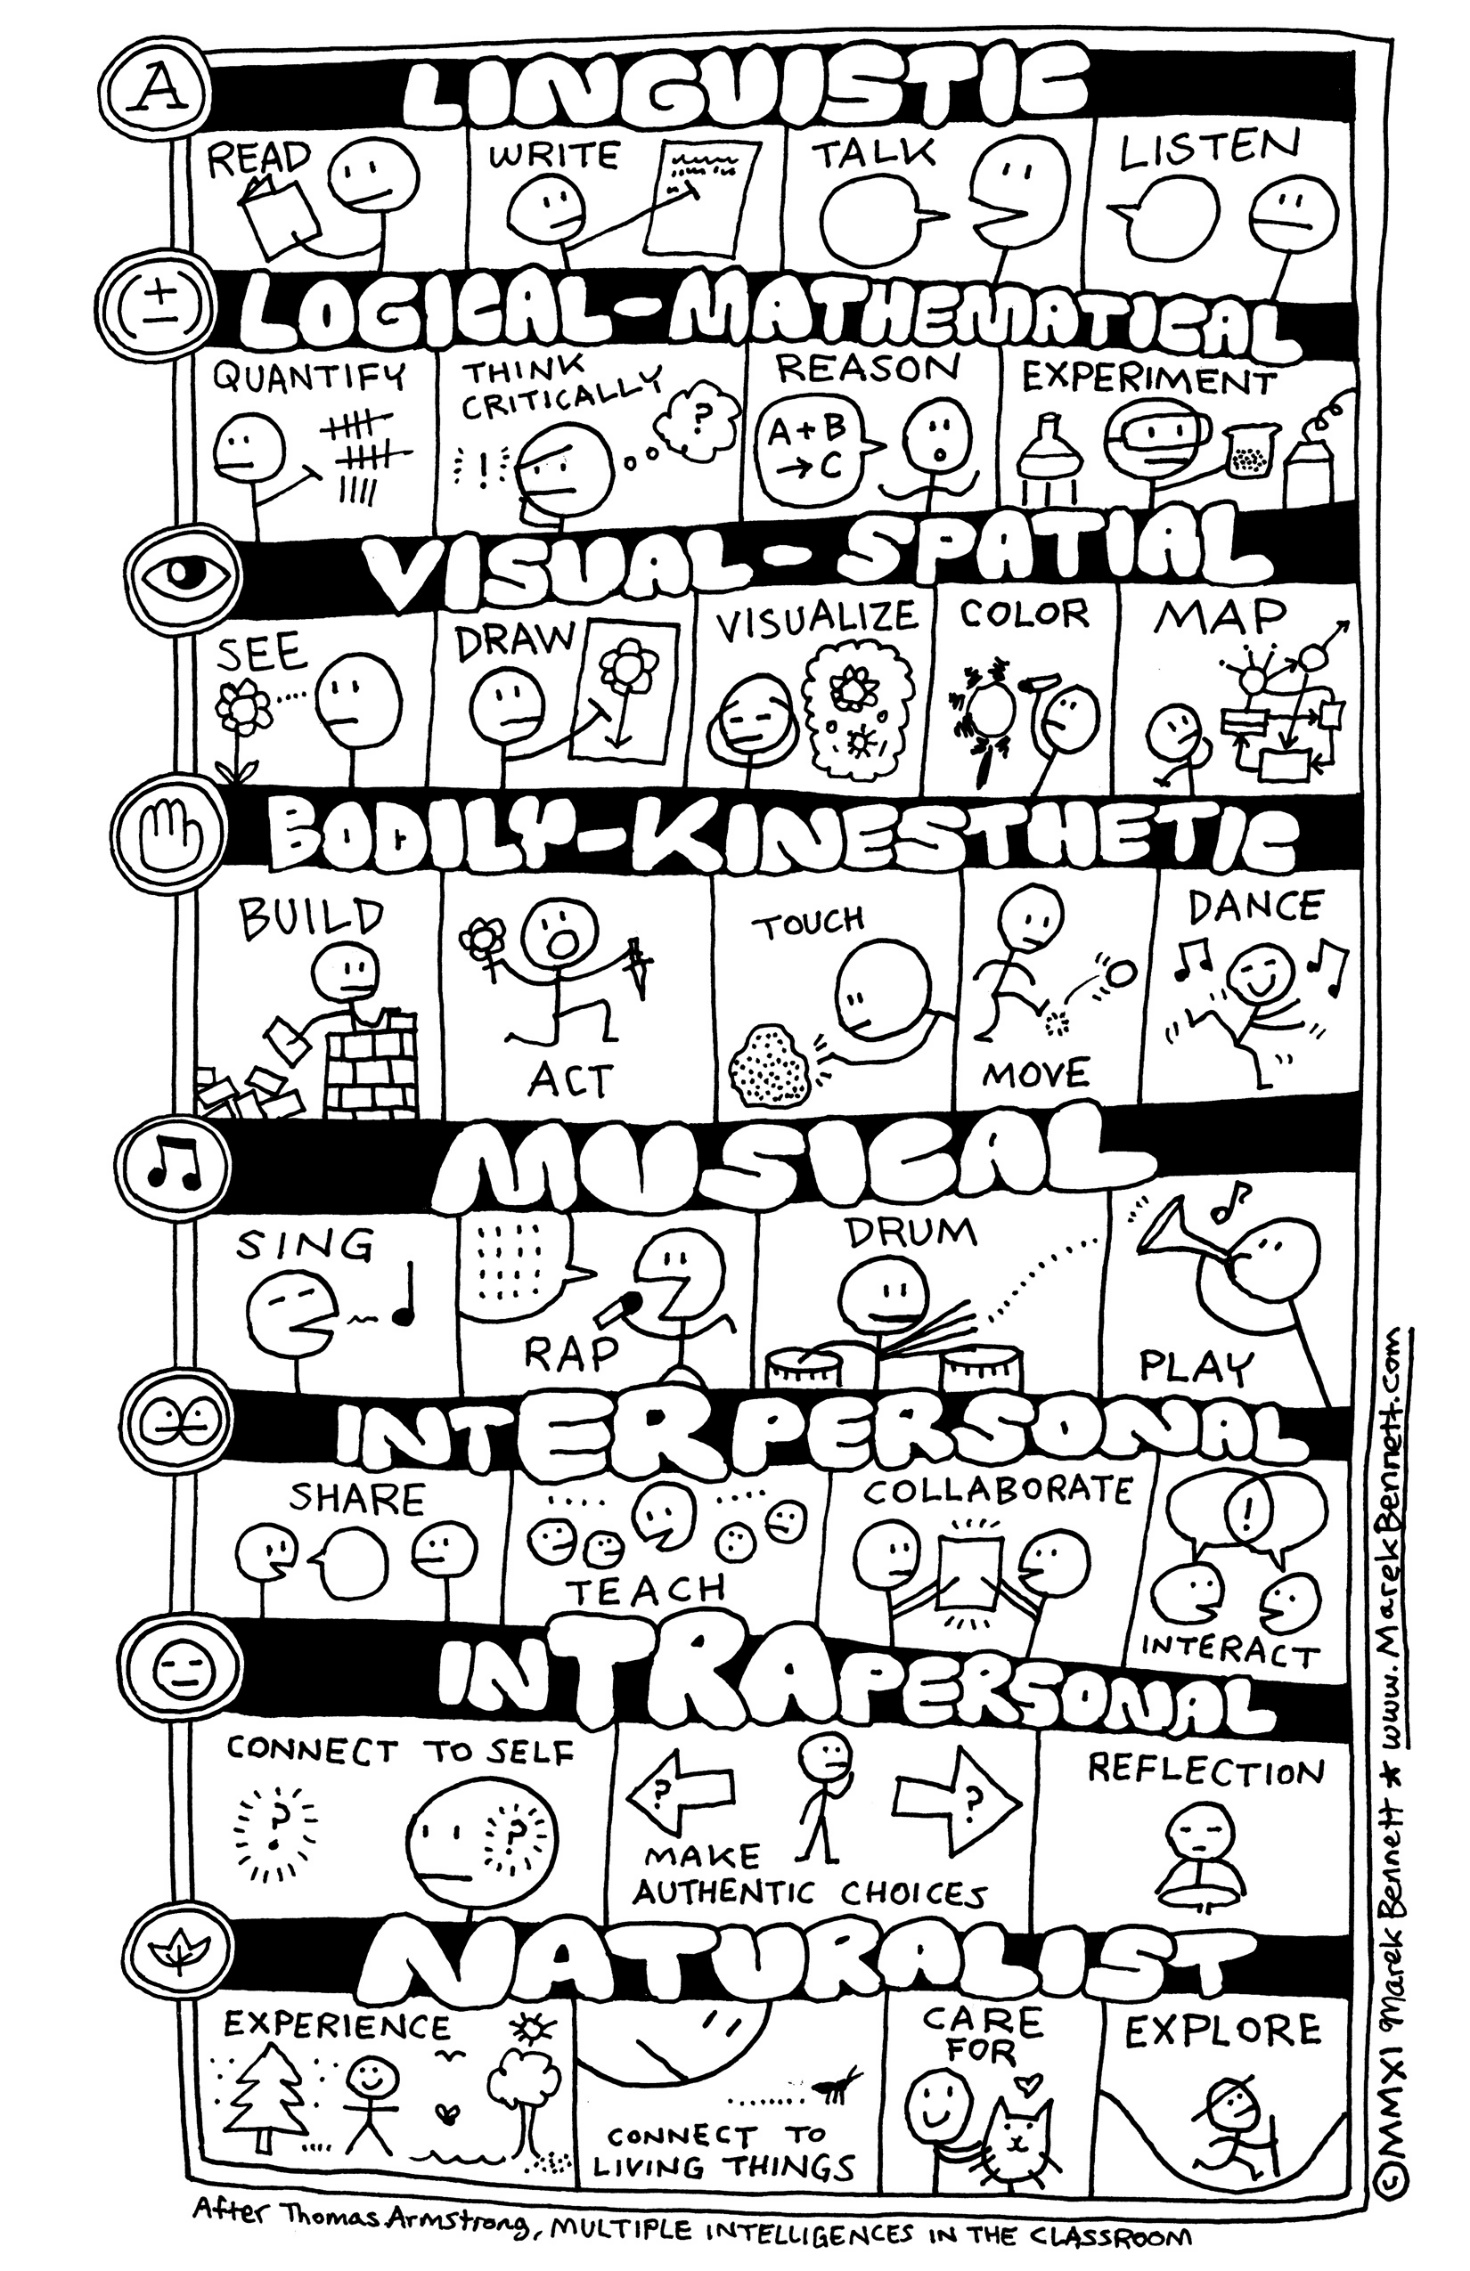 A
LINGUISTIC
READ
WRITE
TALK
LISTEN
+
−
LOGICAL-MATHEMATICAL
QUANTIFY
THINK
CRITICALLY
!
?
REASON
A+B
→C
EXPERIMENT
VISUAL-SPATIAL
SEE
DRAW
VISUALIZE
COLOR
MAP
BODILY-KINESTHETIC
BUILD
ACT
TOUCH
MOVE
DANCE
MUSICAL
SING
RAP
DRUM
PLAY
INTERPERSONAL
SHARE
TEACH
COLLABORATE
!
INTERACT
INTRAPERSONAL
CONNECT TO SELF
?
?
?
?
MAKE
AUTHENTIC CHOICES
REFLECTION
NATURALIST
EXPERIENCE
CONNECT TO
LIVING THINGS
CARE
FOR
EXPLORE
After Thomas Armstrong, MULTIPLE INTELLIGENCES IN THE CLASSROOM
©MMXI Marek Bennett * www.MarekBennett.com